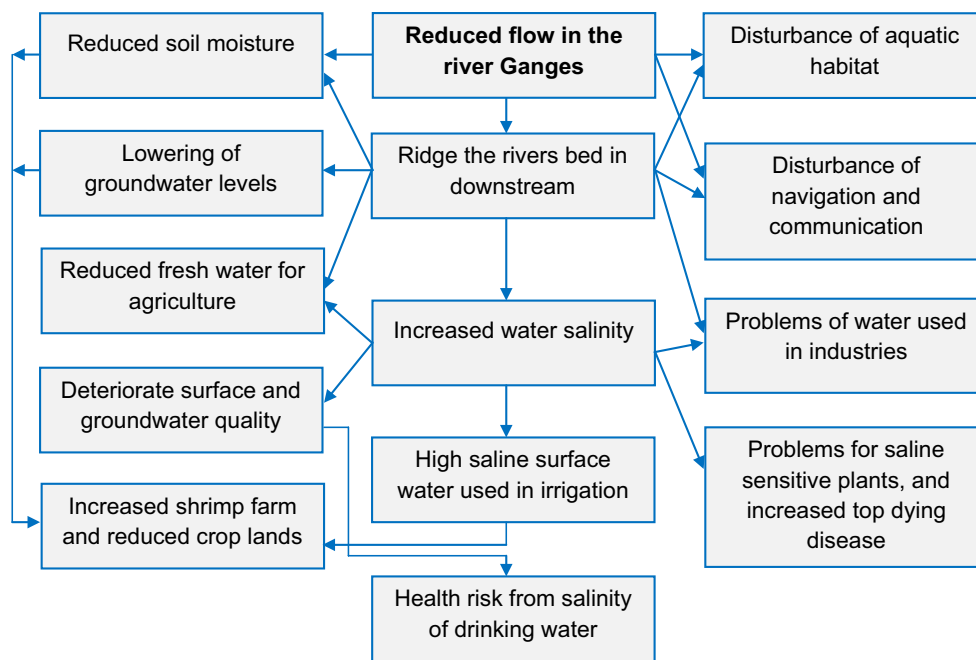 Reduced soil moisture
Reduced flow in the
river Ganges
Disturbance of aquatic
habitat
Lowering of
groundwater levels
Ridge the rivers bed in
downstream
Disturbance of
navigation and
communication
Reduced fresh water for
agriculture
Increased water salinity
Problems of water used
in industries
Deteriorate surface and
groundwater quality
High saline surface
water used in irrigation
Problems for saline
sensitive plants, and
increased top dying
disease
Increased shrimp farm
and reduced crop lands
Health risk from salinity
of drinking water